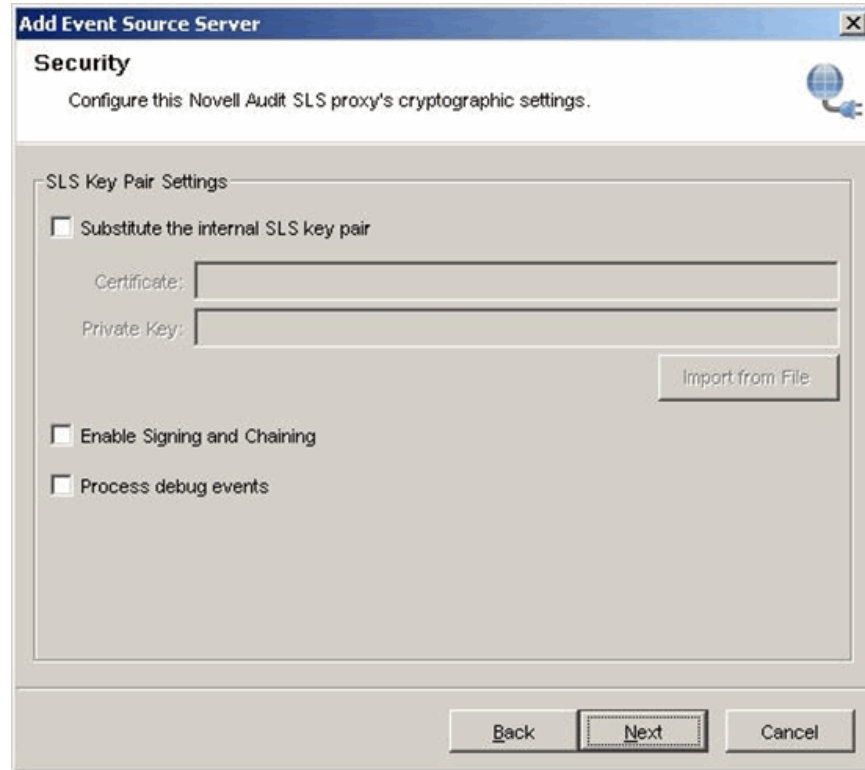 Add Event Source Server
Security
Configure this Novell Audit SLS proxy's cryptographic settings.
SLS Key Pair Settings
Substitute the internal SLS key pair
Certificate:
Private Key:
Import from File
Enable Signing and Chaining
Process debug events
Back Next Cancel